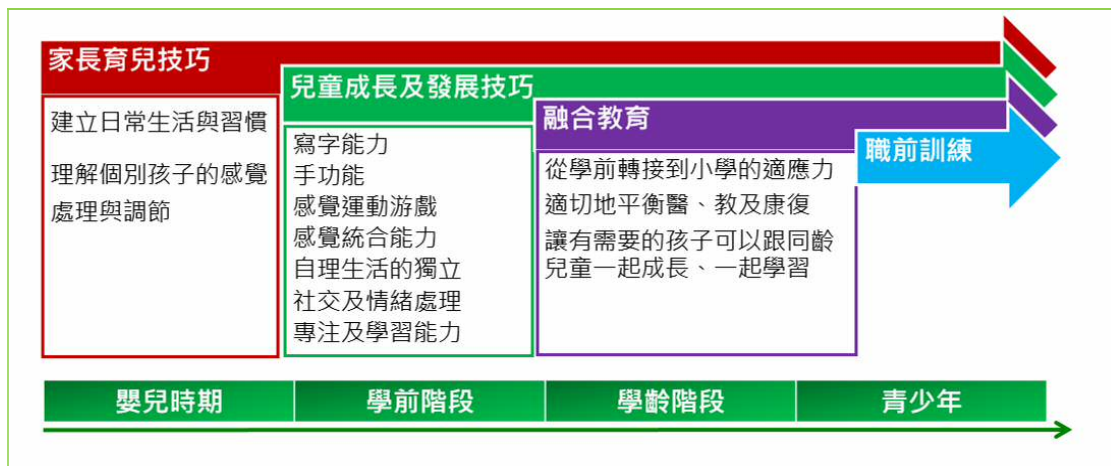 家長育兒技巧
建立日常生活與習慣
理解個別孩子的感覺
處理與調節
兒童成長及發展技巧
寫字能力
手功能
感覺運動游戲
感覺統合能力
自理生活的獨立
社交及情緒處理
專注及學習能力
融合教育
從學前轉接到小學的適應力
適切地平衡醫、教及康復
讓有需要的孩子可以跟同齡
兒童一起成長、一起學習
職前訓練
嬰兒時期
學前階段
學齡階段
青少年